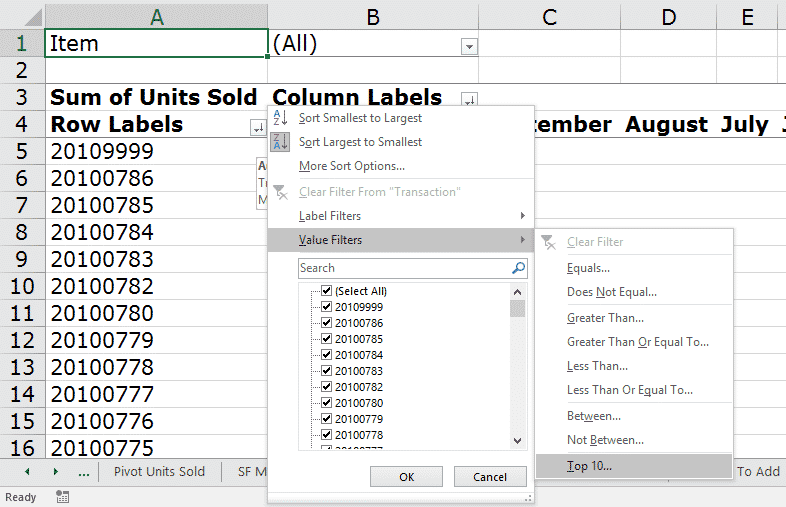 A B C D E
1 Item (All)
2
3 Sum of Units Sold Column Labels
4 Row Labels August July
5 20109999
6 20100786
7 20100785
8 20100784
9 20100783
10 20100782
11 20100780
12 20100779
13 20100778
14 20100777
15 20100776
16 20100775
Sort Smallest to Largest
Sort Largest to Smallest
More Sort Options...
Clear Filter From "Transaction"
Label Filters
Value Filters
Search
(Select All)
20109999
20100786
20100785
20100784
20100783
20100782
20100780
20100779
20100778
OK Cancel
Clear Filter
Equals...
Does Not Equal...
Greater Than...
Greater Than Or Equal To...
Less Than...
Less Than Or Equal To...
Between...
Not Between...
Top 10...
... Pivot Units Sold SF M To Add
Ready